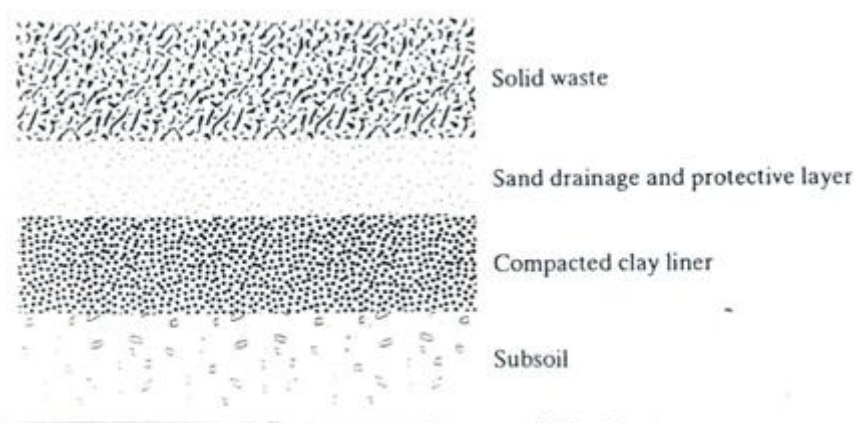 Solid waste
Sand drainage and protective layer
Compacted clay liner
Subsoil